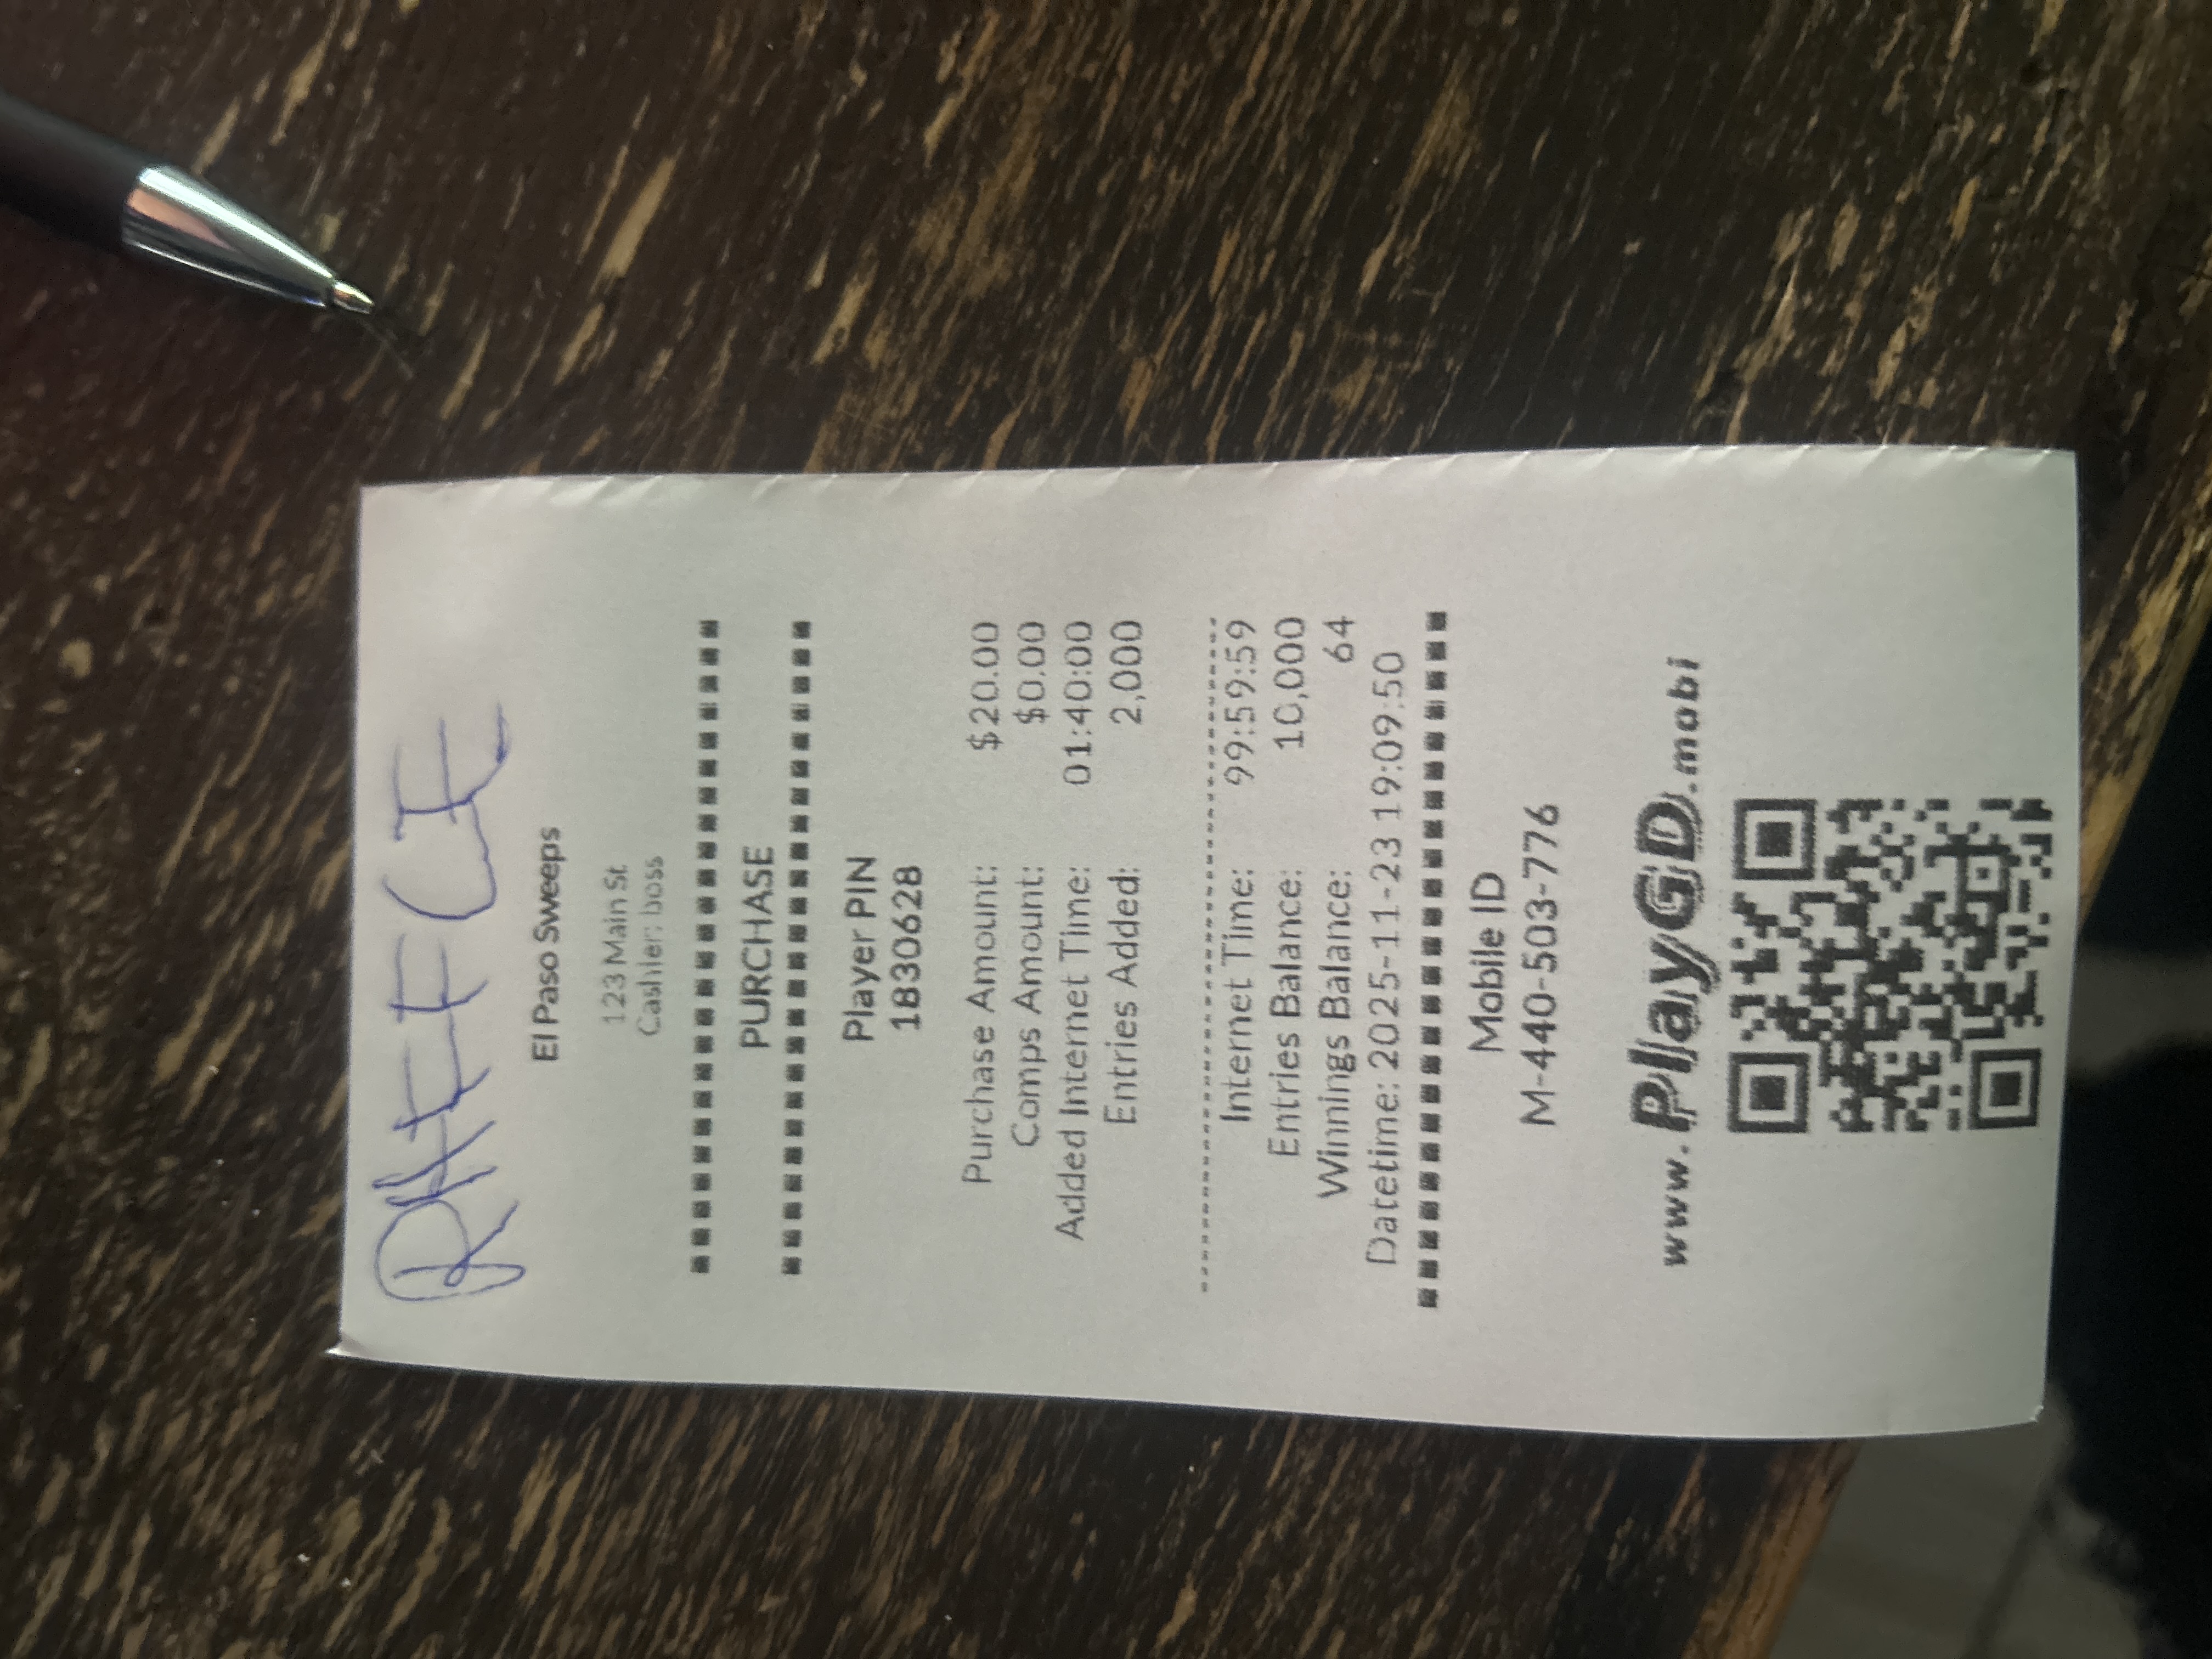 El Paso Sweeps
123 Main St
Cashier: boss
PURCHASE
Player PIN
1830628
Purchase Amount: $20.00
Comps Amount: $0.00
Added Internet Time: 01:40:00
Entries Added: 2,000
Internet Time: 99:59:59
Entries Balance: 10,000
Winnings Balance: 64
Datetime: 2025-11-23 19:09:50
Mobile ID
M-440-503-776
www.PlayGD.mobi